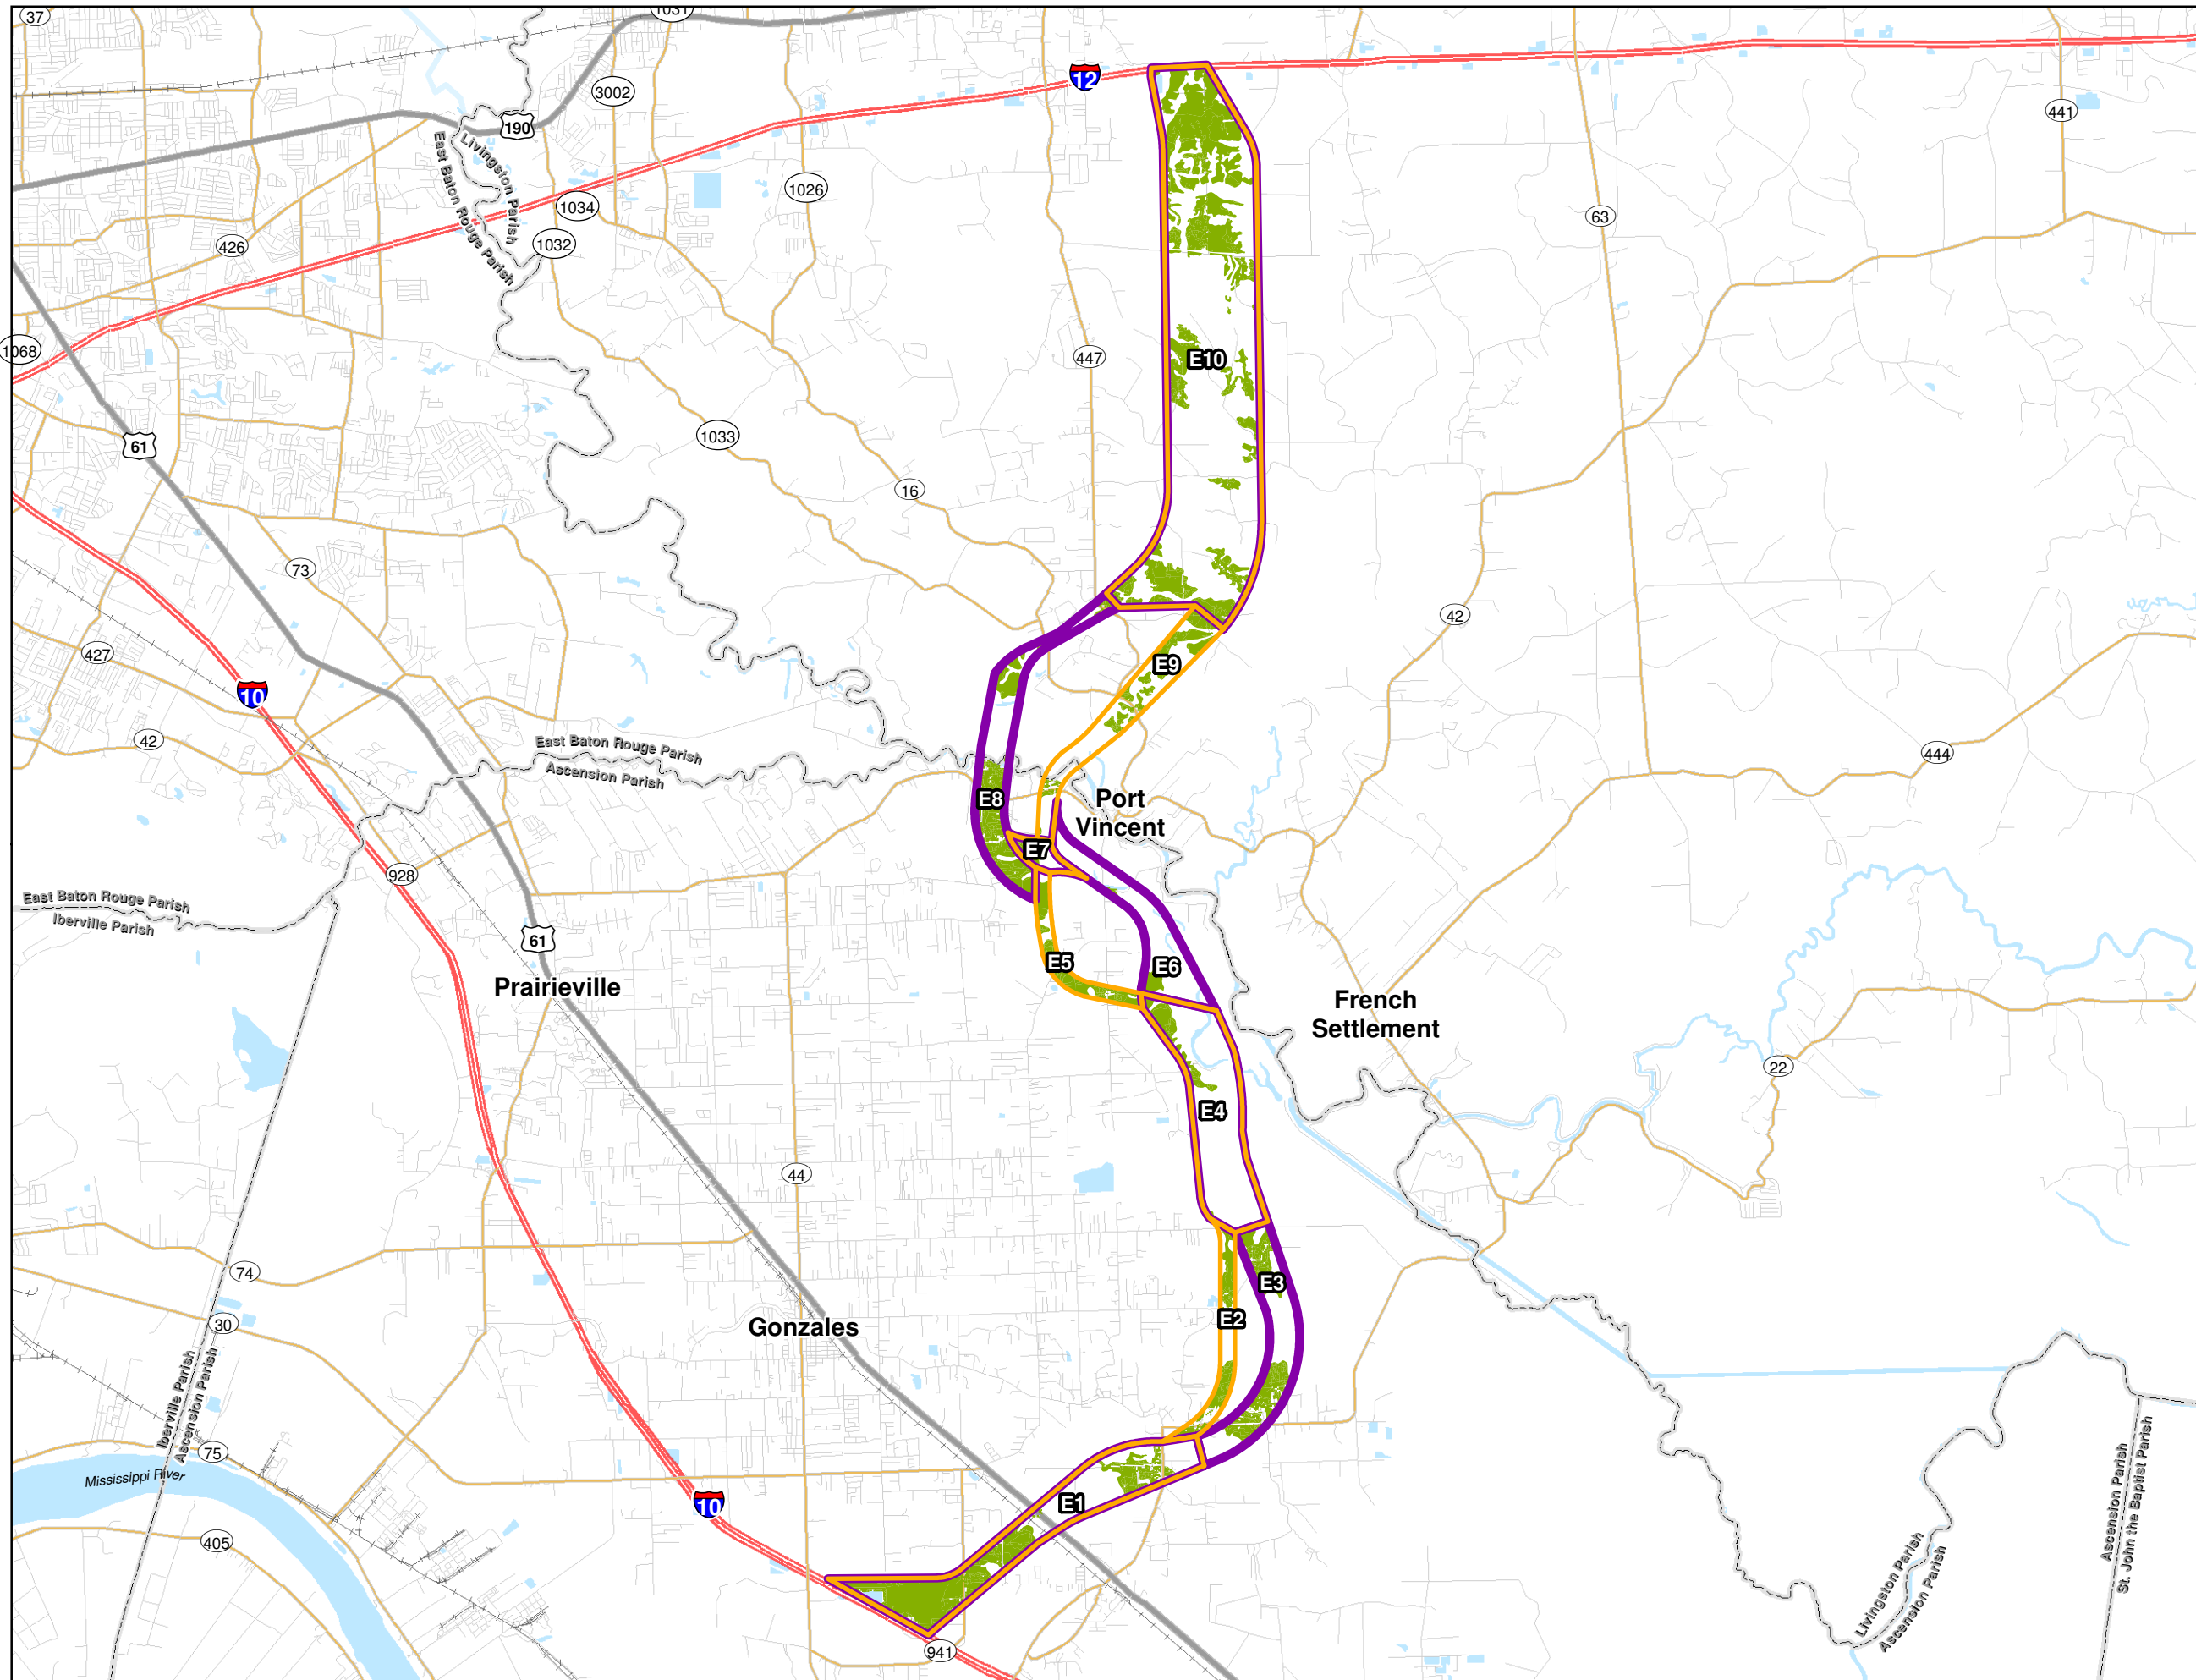 37
1031
12
3002
190
441
Livingston Parish
East Baton Rouge Parish
1026
1034
63
426
1032
1068
447
E10
61
1033
16
73
42
427
E9
10
42
East Baton Rouge Parish
Ascension Parish
444
E8
Port
Vincent
E7
928
East Baton Rouge Parish
Iberville Parish
61
E5
E6
Prairieville
French
Settlement
22
E4
44
74
E3
30
E2
Gonzales
Iberville Parish
Ascension Parish
75
Mississippi River
E1
10
405
941
Livingston Parish
Ascension Parish
Ascension Parish
St. John the Baptist Parish